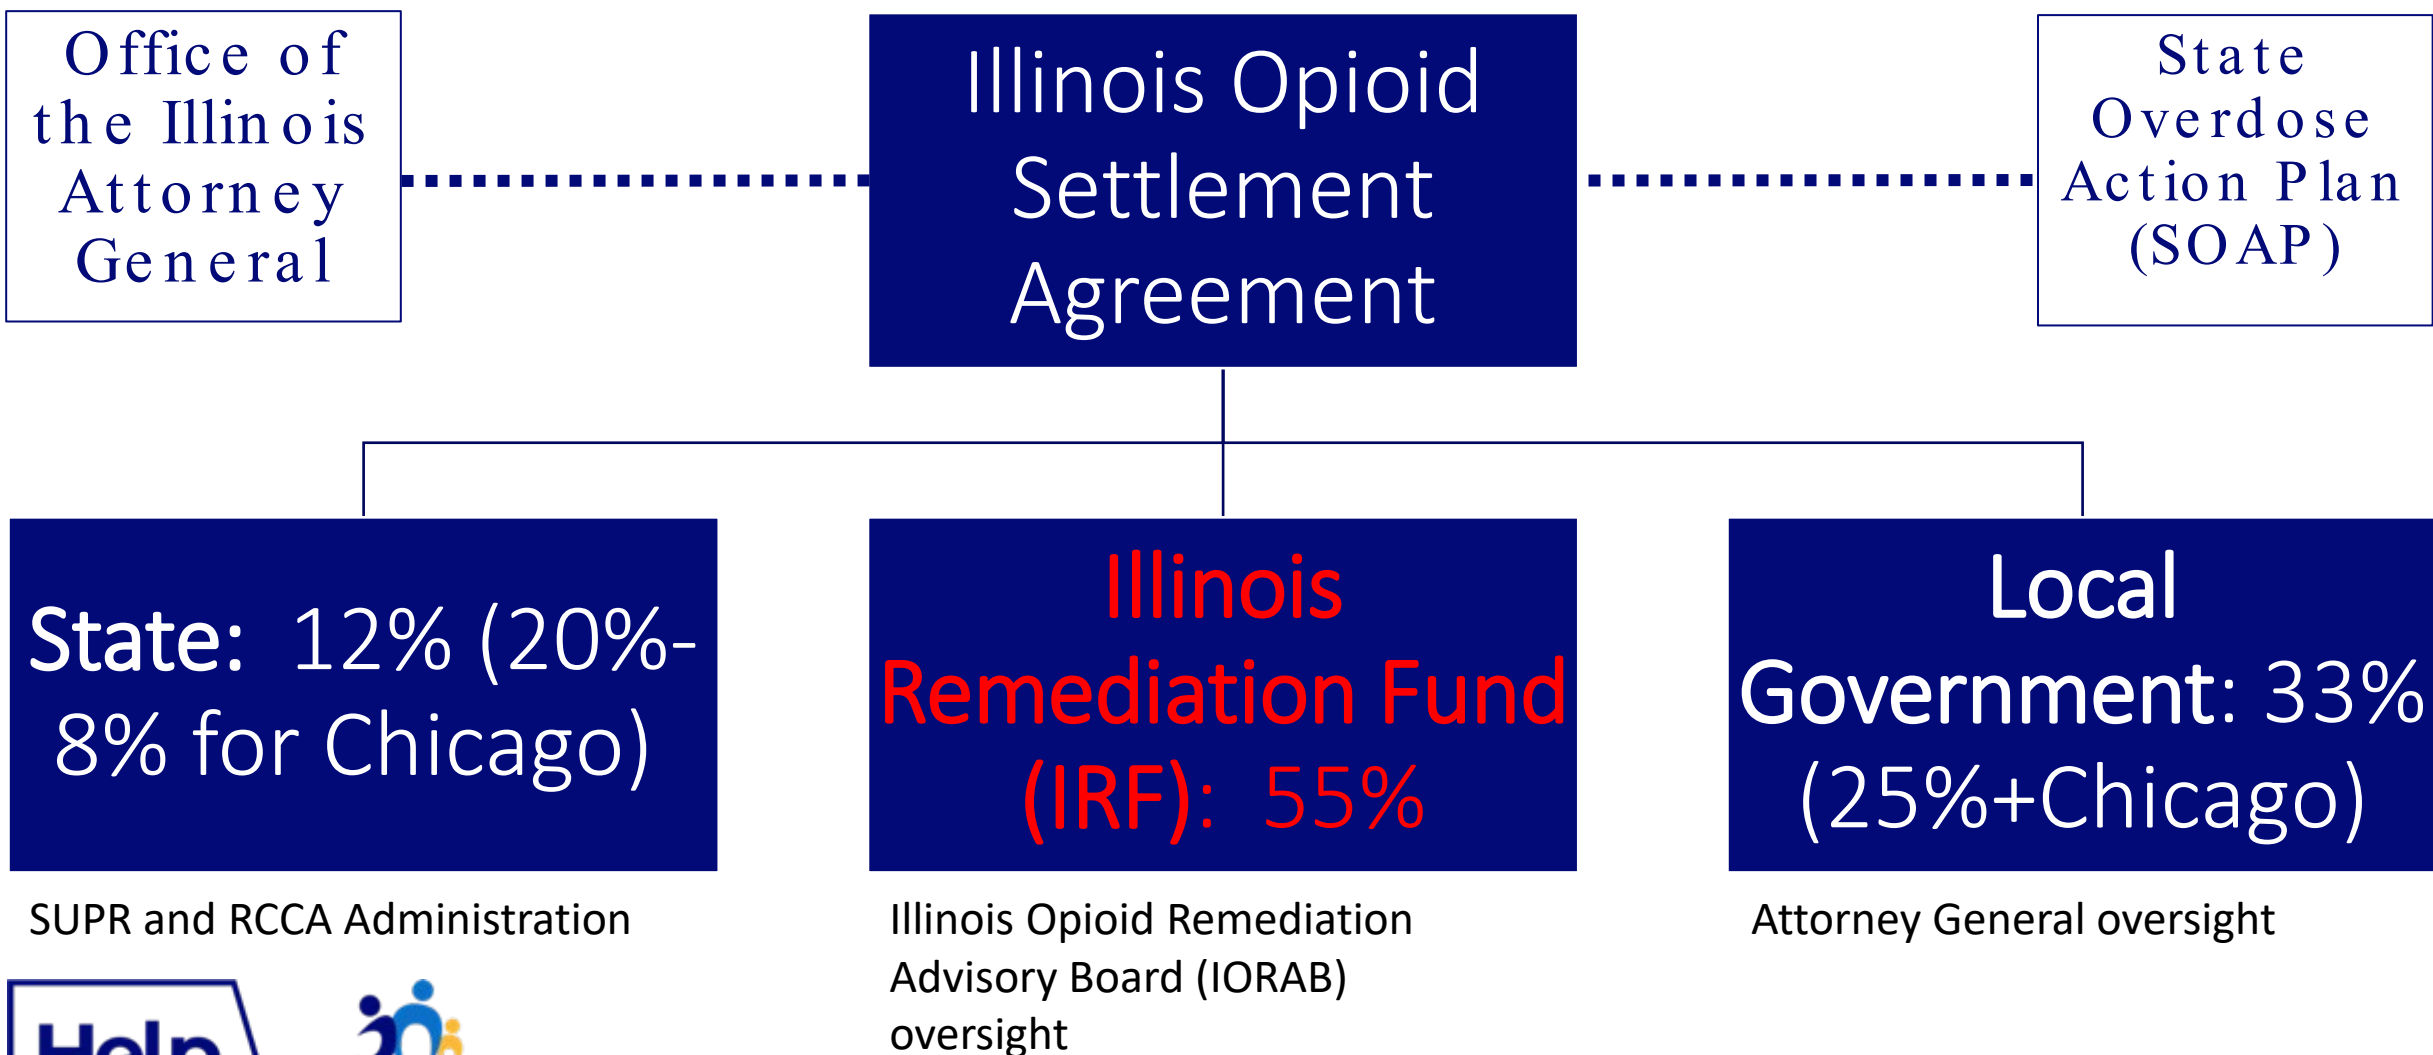 Office of
the Illinois
Attorney
General
Illinois Opioid
Settlement
Agreement
State
Overdose
Action Plan
(SOAP)
State: 12% (20%-
8% for Chicago)
Illinois
Remediation Fund
(IRF): 55%
Local
Government: 33%
(25%+Chicago)
SUPR and RCCA Administration
Illinois Opioid Remediation
Advisory Board (IORAB)
oversight
Attorney General oversight
Help